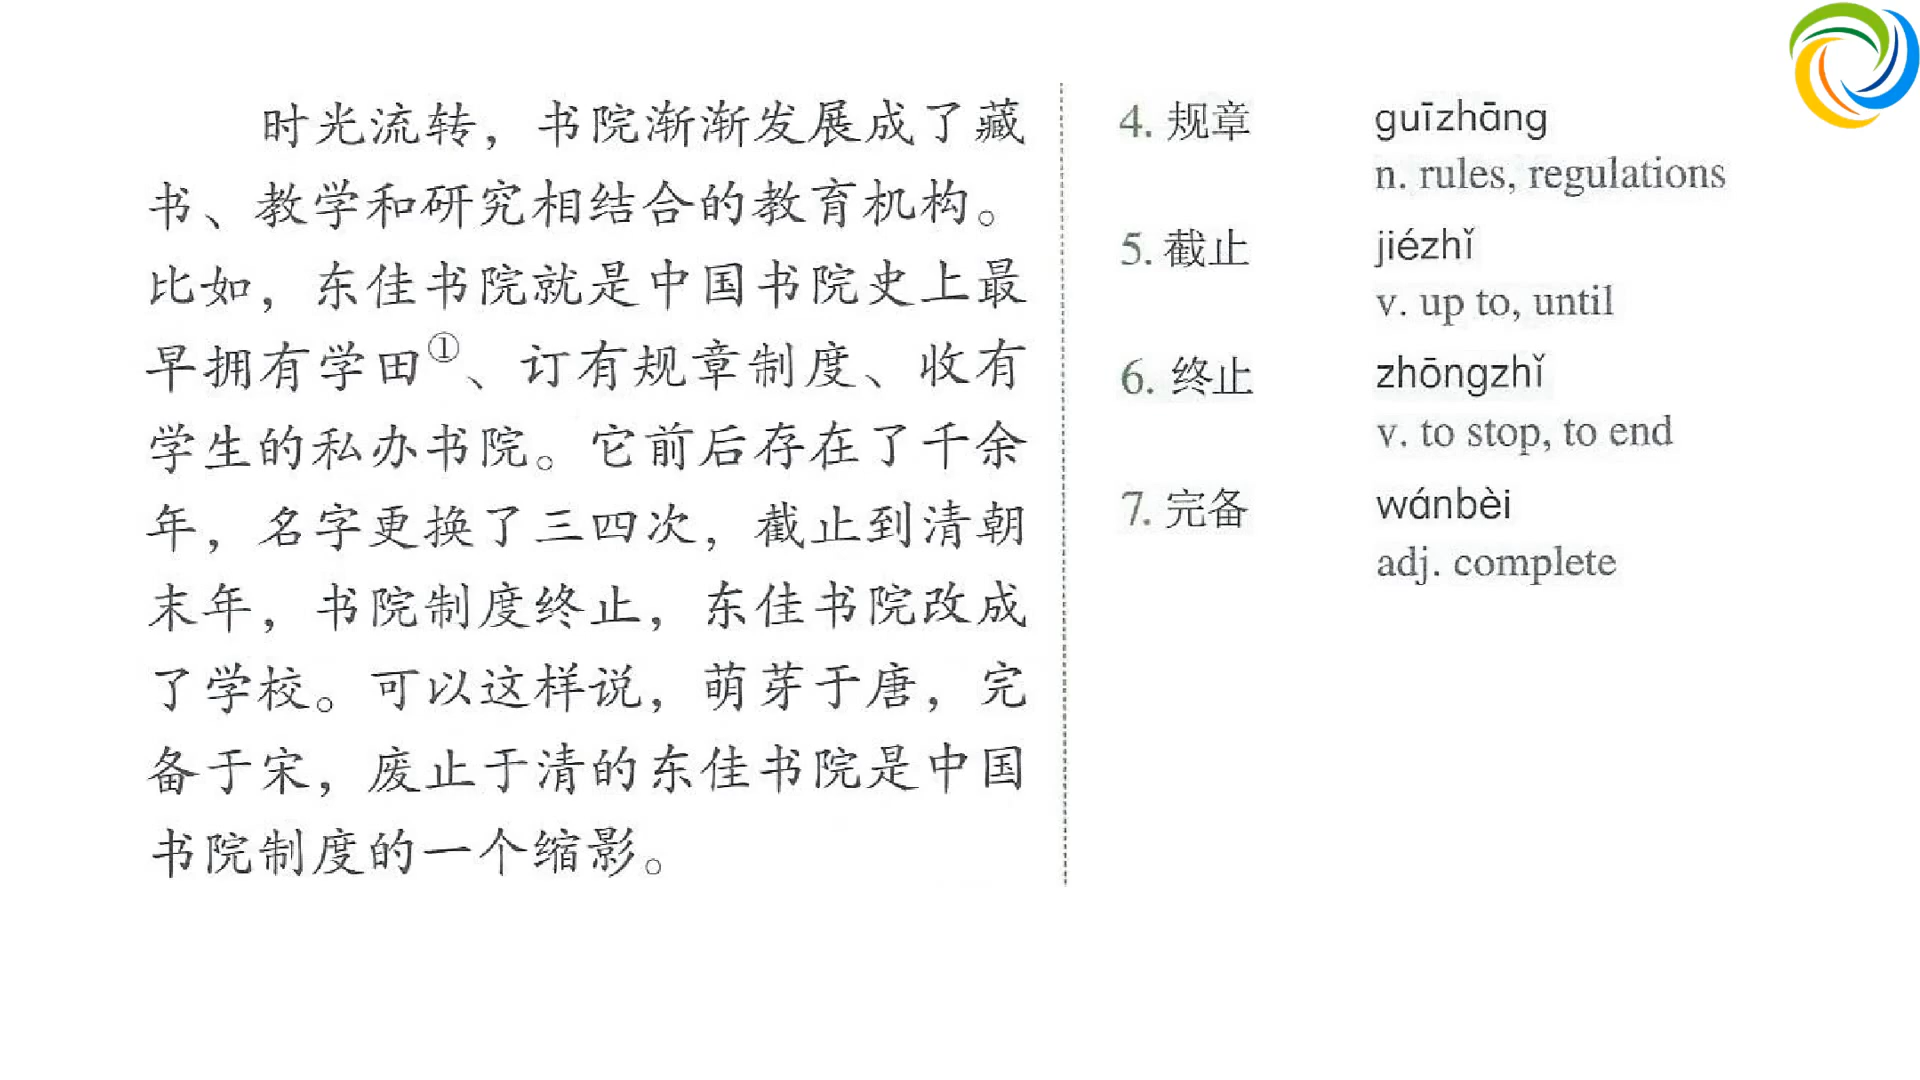 时光流转，书院渐渐发展成了藏
书、教学和研究相结合的教育机构。
比如，东佳书院就是中国书院史上最
早拥有学田①、订有规章制度、收有
学生的私办书院。它前后存在了千余
年，名字更换了三四次，截止到清朝
末年，书院制度终止，东佳书院改成
了学校。可以这样说，萌芽于唐，完
备于宋，废止于清的东佳书院是中国
书院制度的一个缩影。
4. 规章 guīzhāng
n. rules, regulations
5. 截止 jiézhǐ
v. up to, until
6. 终止 zhōngzhǐ
v. to stop, to end
7. 完备 wánbèi
adj. complete